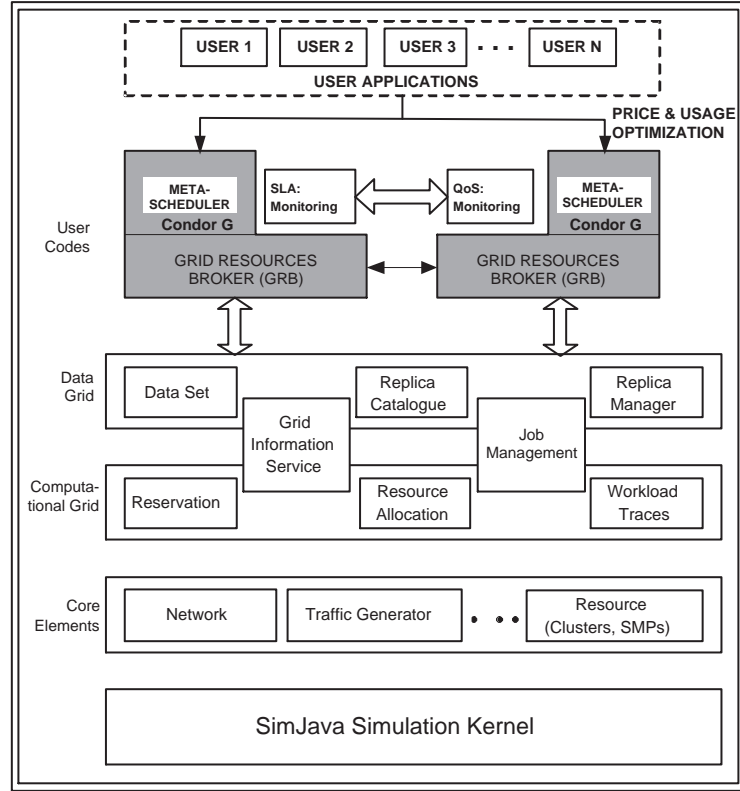 USER 1
USER 2
USER 3
USER N
USER APPLICATIONS
PRICE & USAGE
OPTIMIZATION
User
Codes
META-
SCHEDULER
Condor G
SLA:
Monitoring
QoS:
Monitoring
META-
SCHEDULER
Condor G
GRID RESOURCES
BROKER (GRB)
GRID RESOURCES
BROKER (GRB)
Data
Grid
Data Set
Replica
Catalogue
Replica
Manager
Grid
Information
Service
Job
Management
Computa-
tional Grid
Reservation
Resource
Allocation
Workload
Traces
Core
Elements
Network
Traffic Generator
Resource
(Clusters, SMPs)
SimJava Simulation Kernel